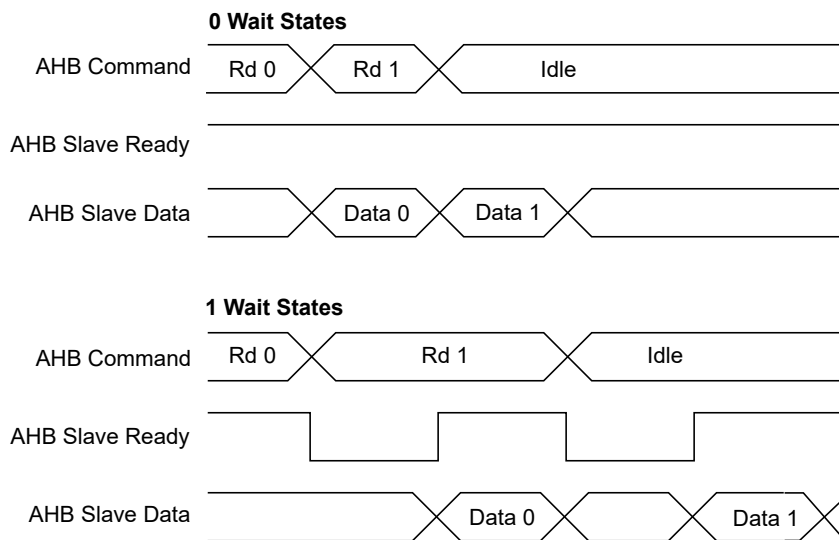 0 Wait States
AHB Command Rd 0 Rd 1 Idle
AHB Slave Ready
AHB Slave Data Data 0 Data 1
1 Wait States
AHB Command Rd 0 Rd 1 Idle
AHB Slave Ready
AHB Slave Data Data 0 Data 1